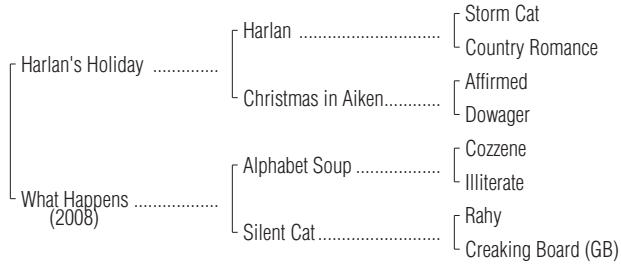 Storm Cat
Harlan ..................................
Country Romance
Harlan's Holiday ..............
Affirmed
Christmas in Aiken.............
Dowager
Cozzene
Alphabet Soup ....................
Illiterate
What Happens ..................
(2008)
Rahy
Silent Cat.............................
Creaking Board (GB)